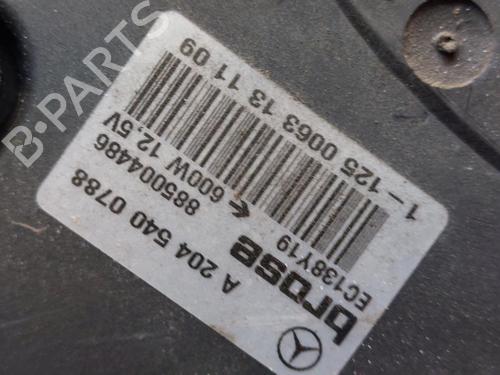 A 204 540 0788
brose
885004486
EC138Y19 ← 600W 12.5V
1-125 0063 13 11 09
B-PARTS